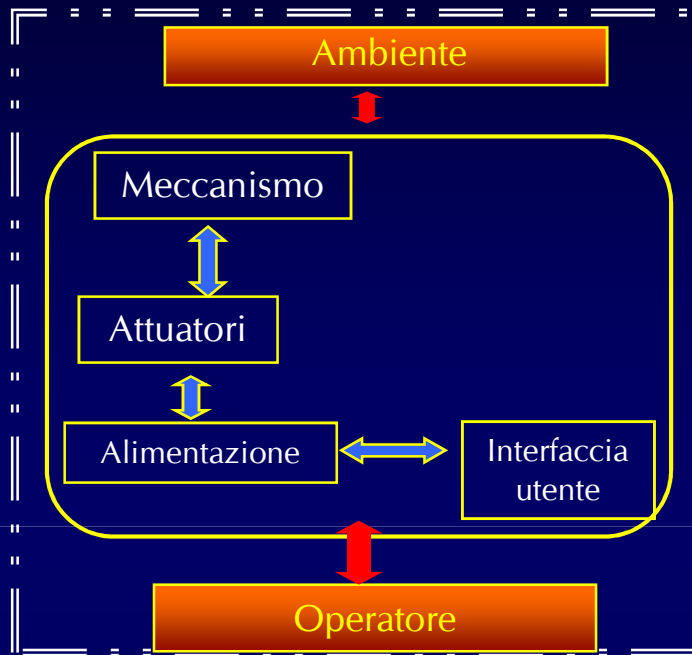 Ambiente
Meccanismo
Attuatori
Alimentazione
Interfaccia
utente
Operatore